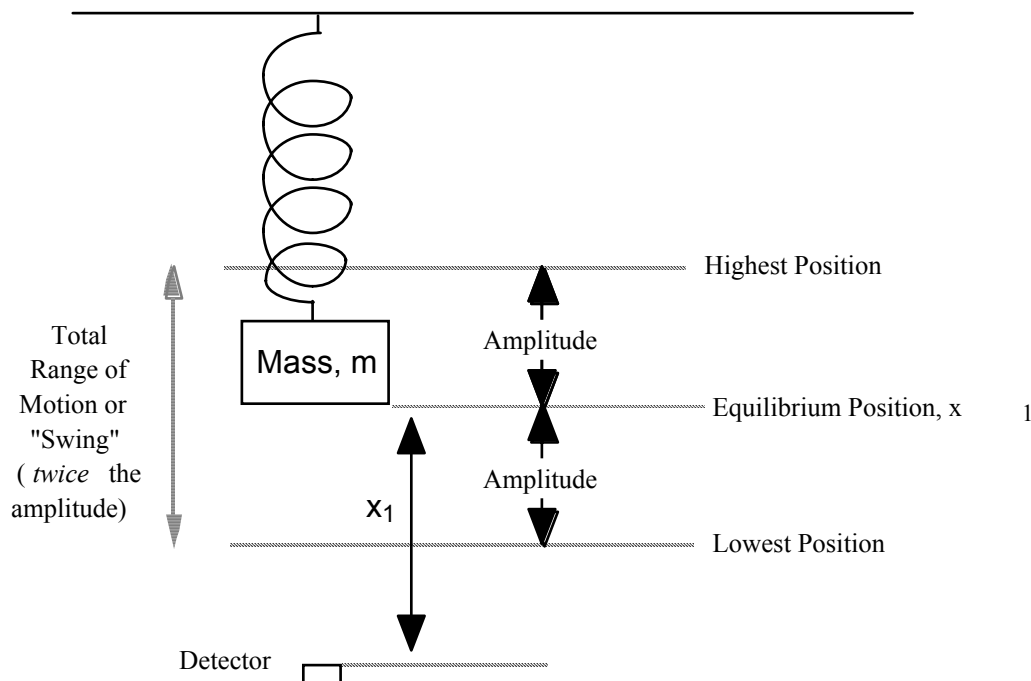 Highest Position
Total
Range of
Motion or
"Swing"
( twice the
amplitude)
Mass, m
Amplitude
Equilibrium Position, x 1
Amplitude
x1
Lowest Position
Detector